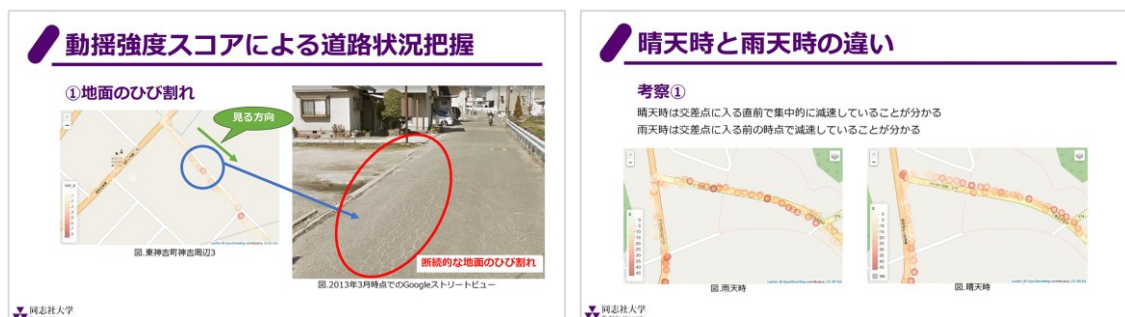 動揺強度スコアによる道路状況把握
①地面のひび割れ
見る方向
断続的な地面のひび割れ
図.東神吉町神吉周辺3
図.2013年3月時点でのGoogleストリートビュー
同志社大学
晴天時と雨天時の違い
考察①
晴天時は交差点に入る直前で集中的に減速していることが分かる
雨天時は交差点に入る前の時点で減速していることが分かる
図.雨天時
図.晴天時
同志社大学